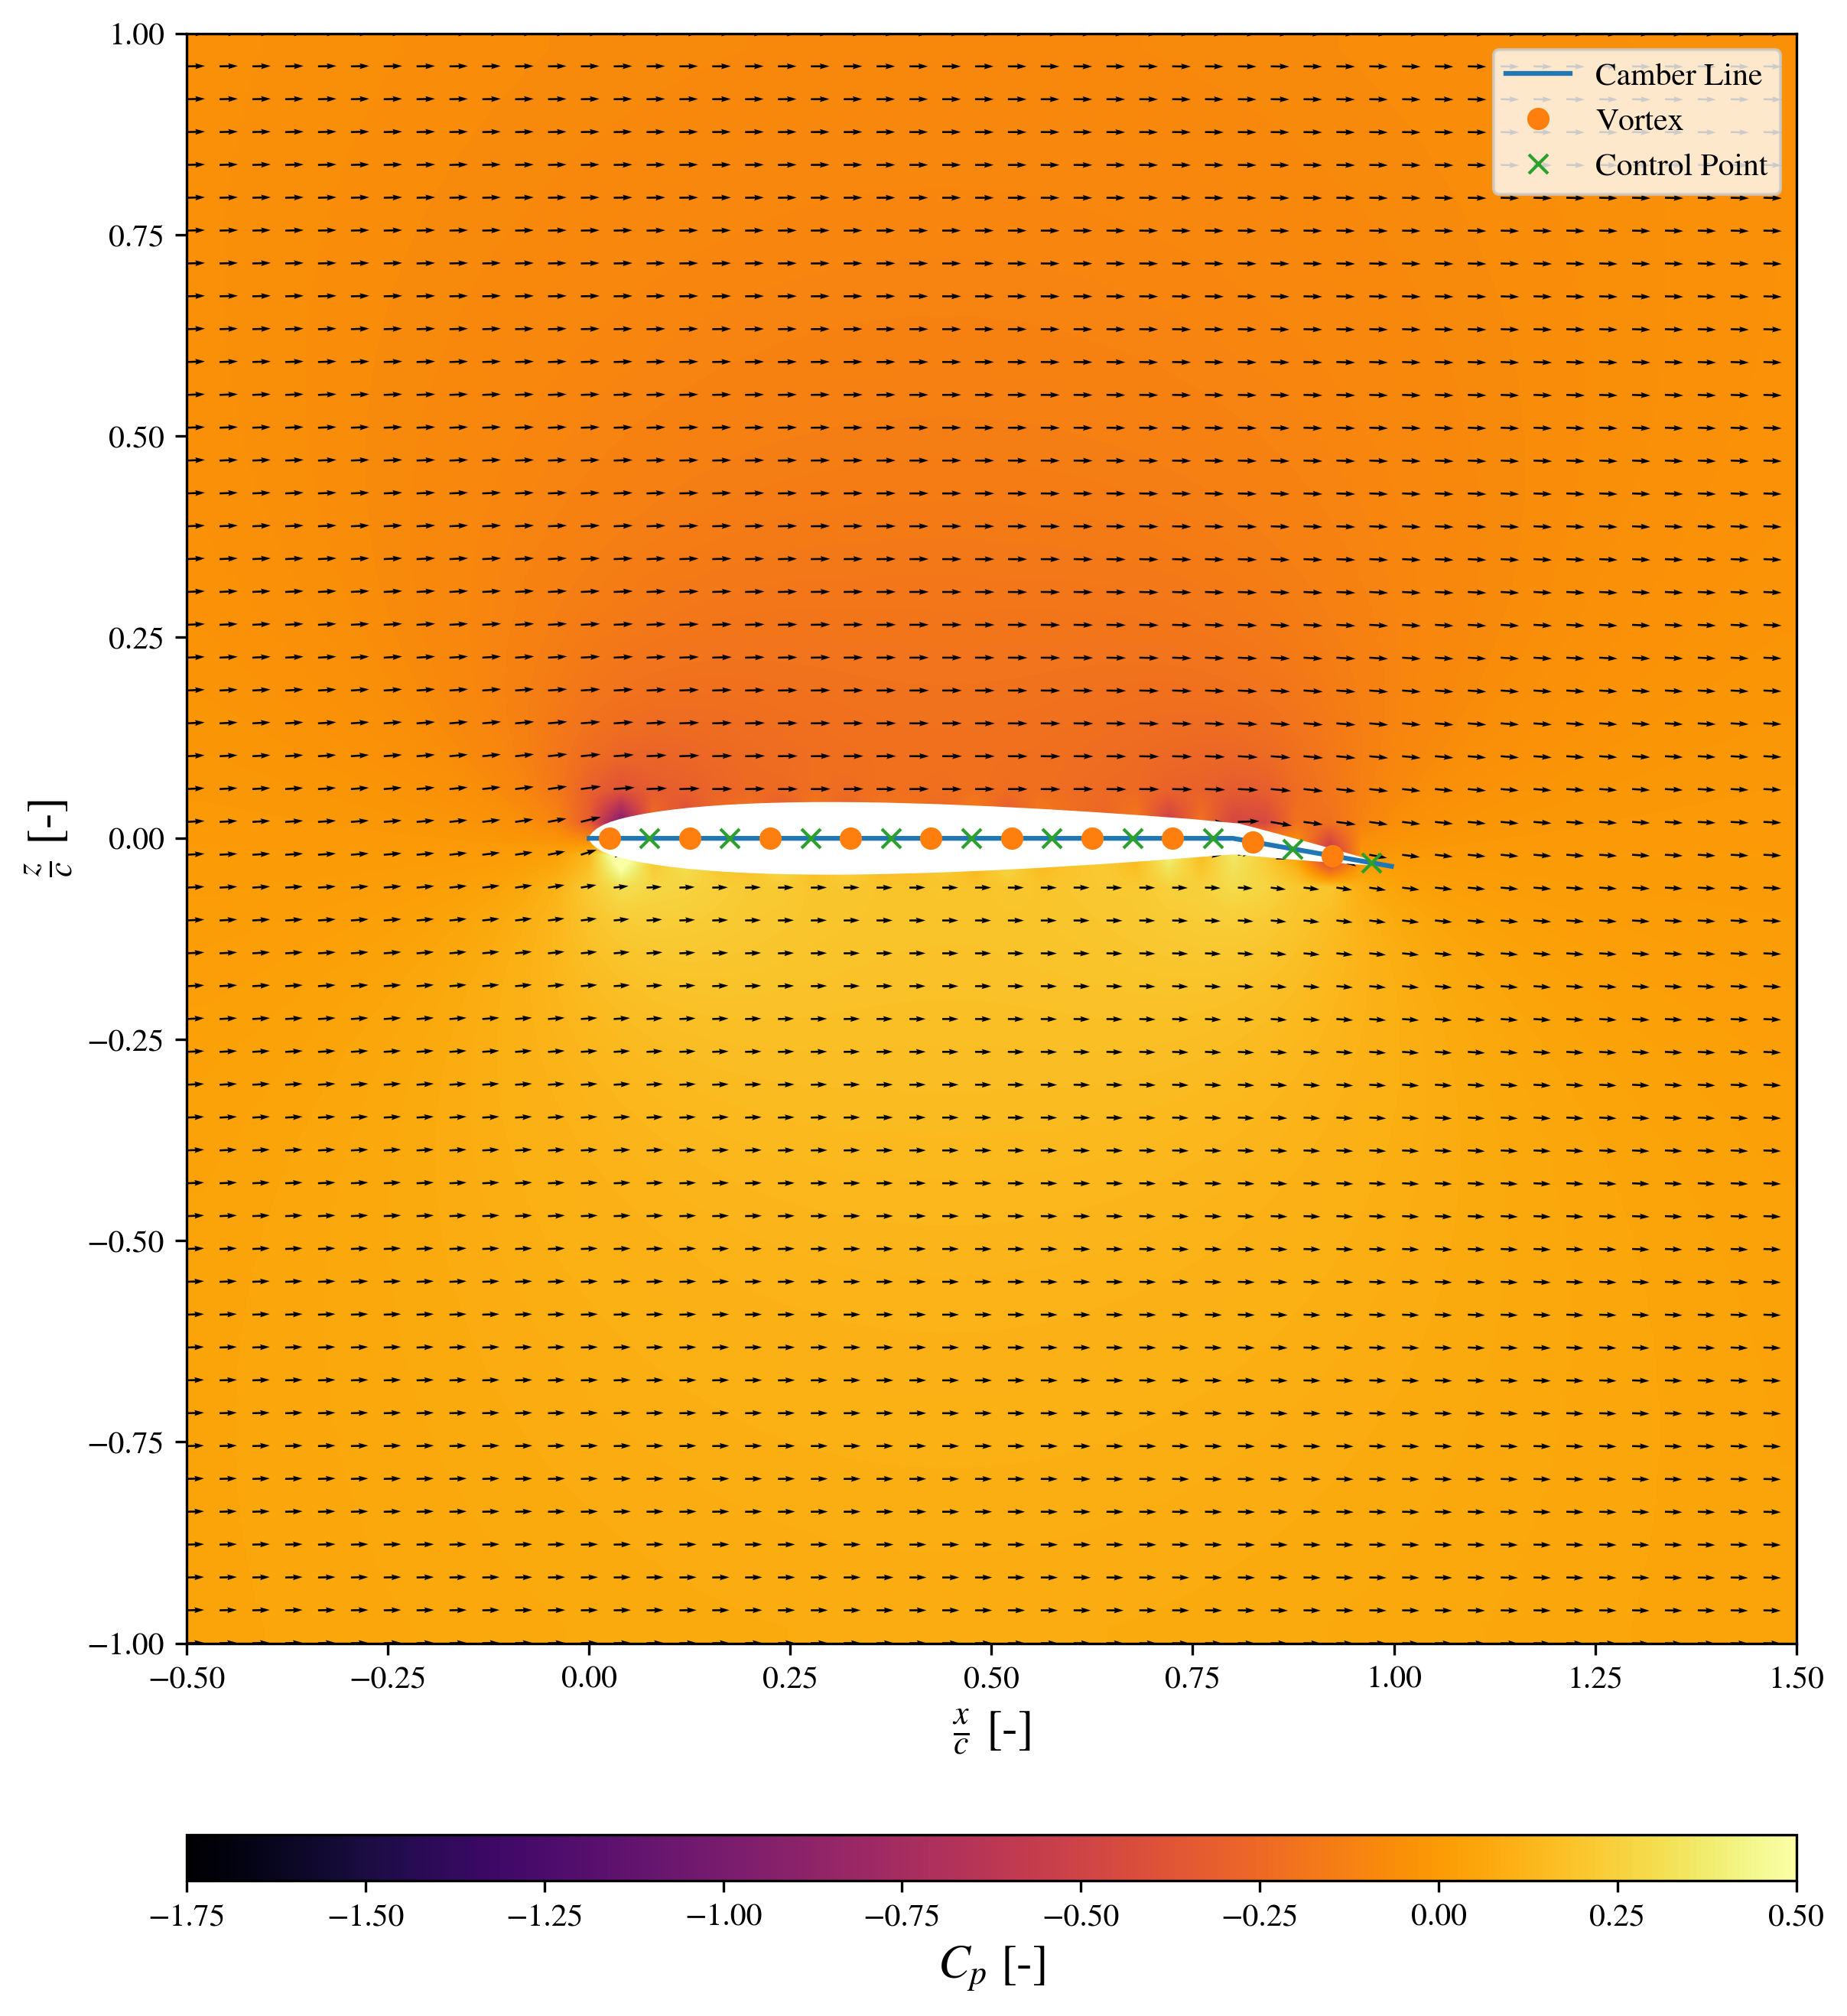 1.00
0.75
0.50
0.25
0.00
−0.25
−0.50
−0.75
−1.00
z/c [-]
Camber Line
Vortex
Control Point
−0.50 −0.25 0.00 0.25 0.50 0.75 1.00 1.25 1.50
x/c [-]
−1.75 −1.50 −1.25 −1.00 −0.75 −0.50 −0.25 0.00 0.25 0.50
C_p [-]